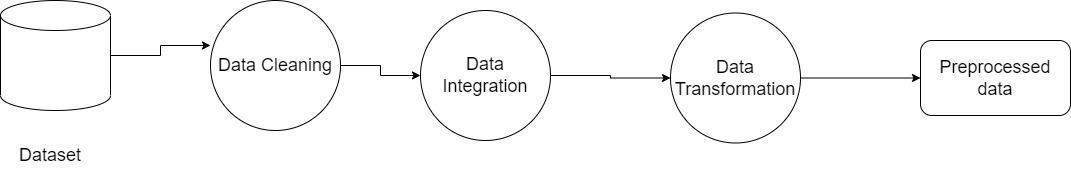 Dataset
Data Cleaning
Data
Integration
Data
Transformation
Preprocessed
data